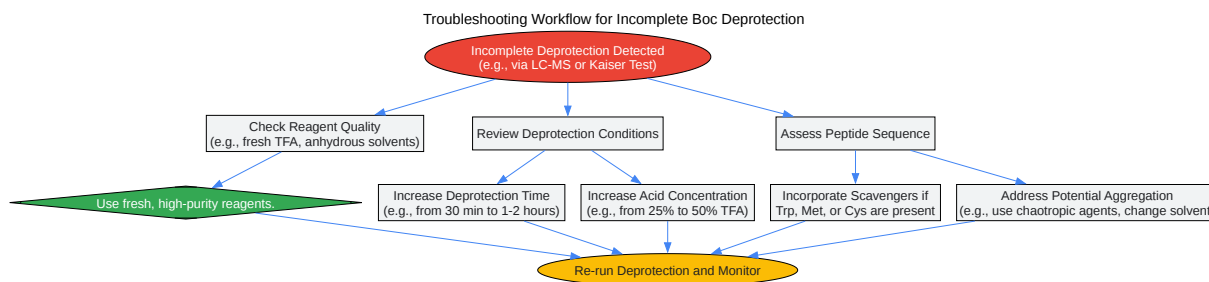 Troubleshooting Workflow for Incomplete Boc Deprotection
Incomplete Deprotection Detected
(e.g., via LC-MS or Kaiser Test)
Check Reagent Quality
(e.g., fresh TFA, anhydrous solvents)
Review Deprotection Conditions
Assess Peptide Sequence
Use fresh, high-purity reagents.
Increase Deprotection Time
(e.g., from 30 min to 1-2 hours)
Increase Acid Concentration
(e.g., from 25% to 50% TFA)
Incorporate Scavengers if
Trp, Met, or Cys are present
Address Potential Aggregation
(e.g., use chaotropic agents, change solvent
Re-run Deprotection and Monitor